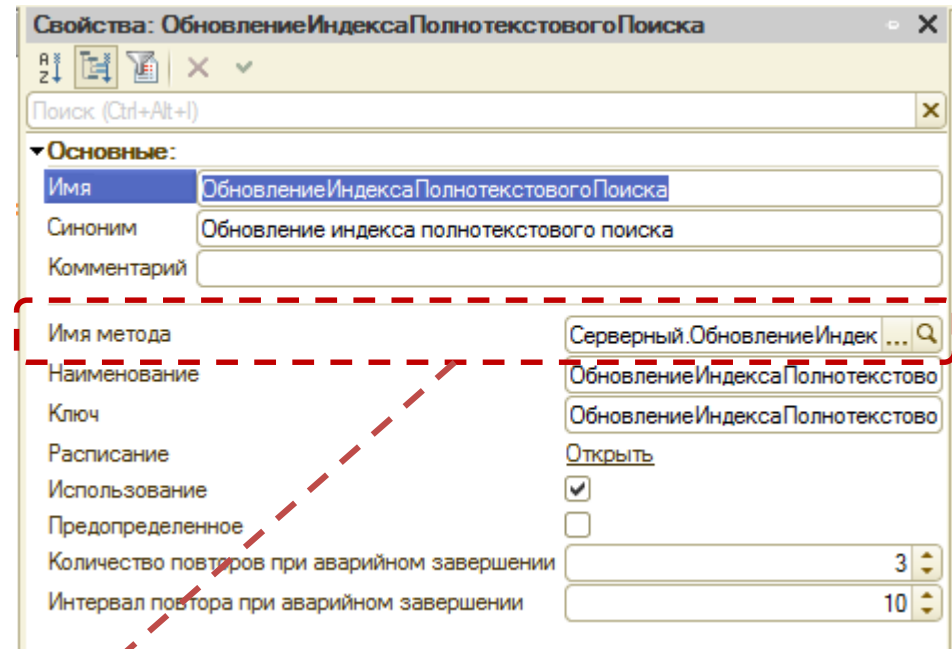 Свойства: ОбновлениеИндексаПолнотекстовогоПоиска
Поиск (Ctrl+Alt+I)
Основные:
Имя ОбновлениеИндексаПолнотекстовогоПоиска
Синоним Обновление индекса полнотекстового поиска
Комментарий
Имя метода Серверный.ОбновлениеИндек ...
Наименование ОбновлениеИндексаПолнотекстово
Ключ ОбновлениеИндексаПолнотекстово
Расписание Открыть
Использование
Предопределенное
Количество повторов при аварийном завершении 3
Интервал повтора при аварийном завершении 10